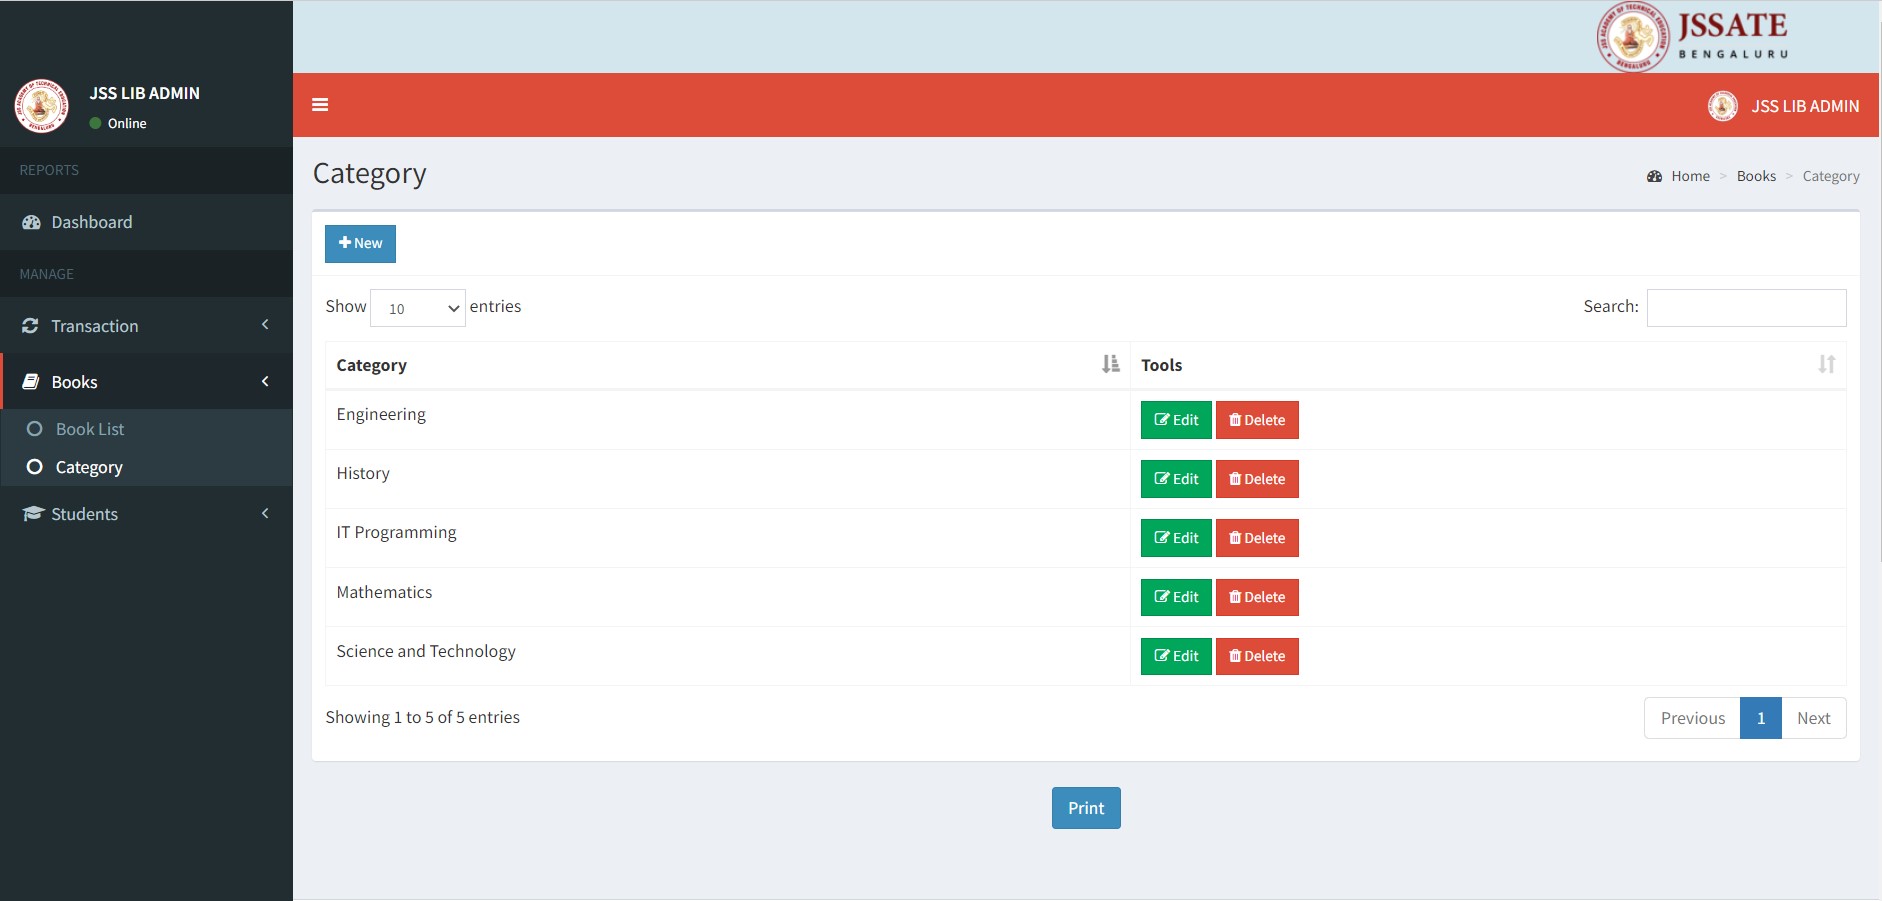 JSSATE
BENGALURU
JSS LIB ADMIN
Online
REPORTS
Dashboard
MANAGE
Transaction
Books
Book List
Category
Students
JSS LIB ADMIN
Category
Home > Books > Category
New
Show 10 entries
Search:
Category Tools
Engineering Edit Delete
History Edit Delete
IT Programming Edit Delete
Mathematics Edit Delete
Science and Technology Edit Delete
Showing 1 to 5 of 5 entries
Previous 1 Next
Print